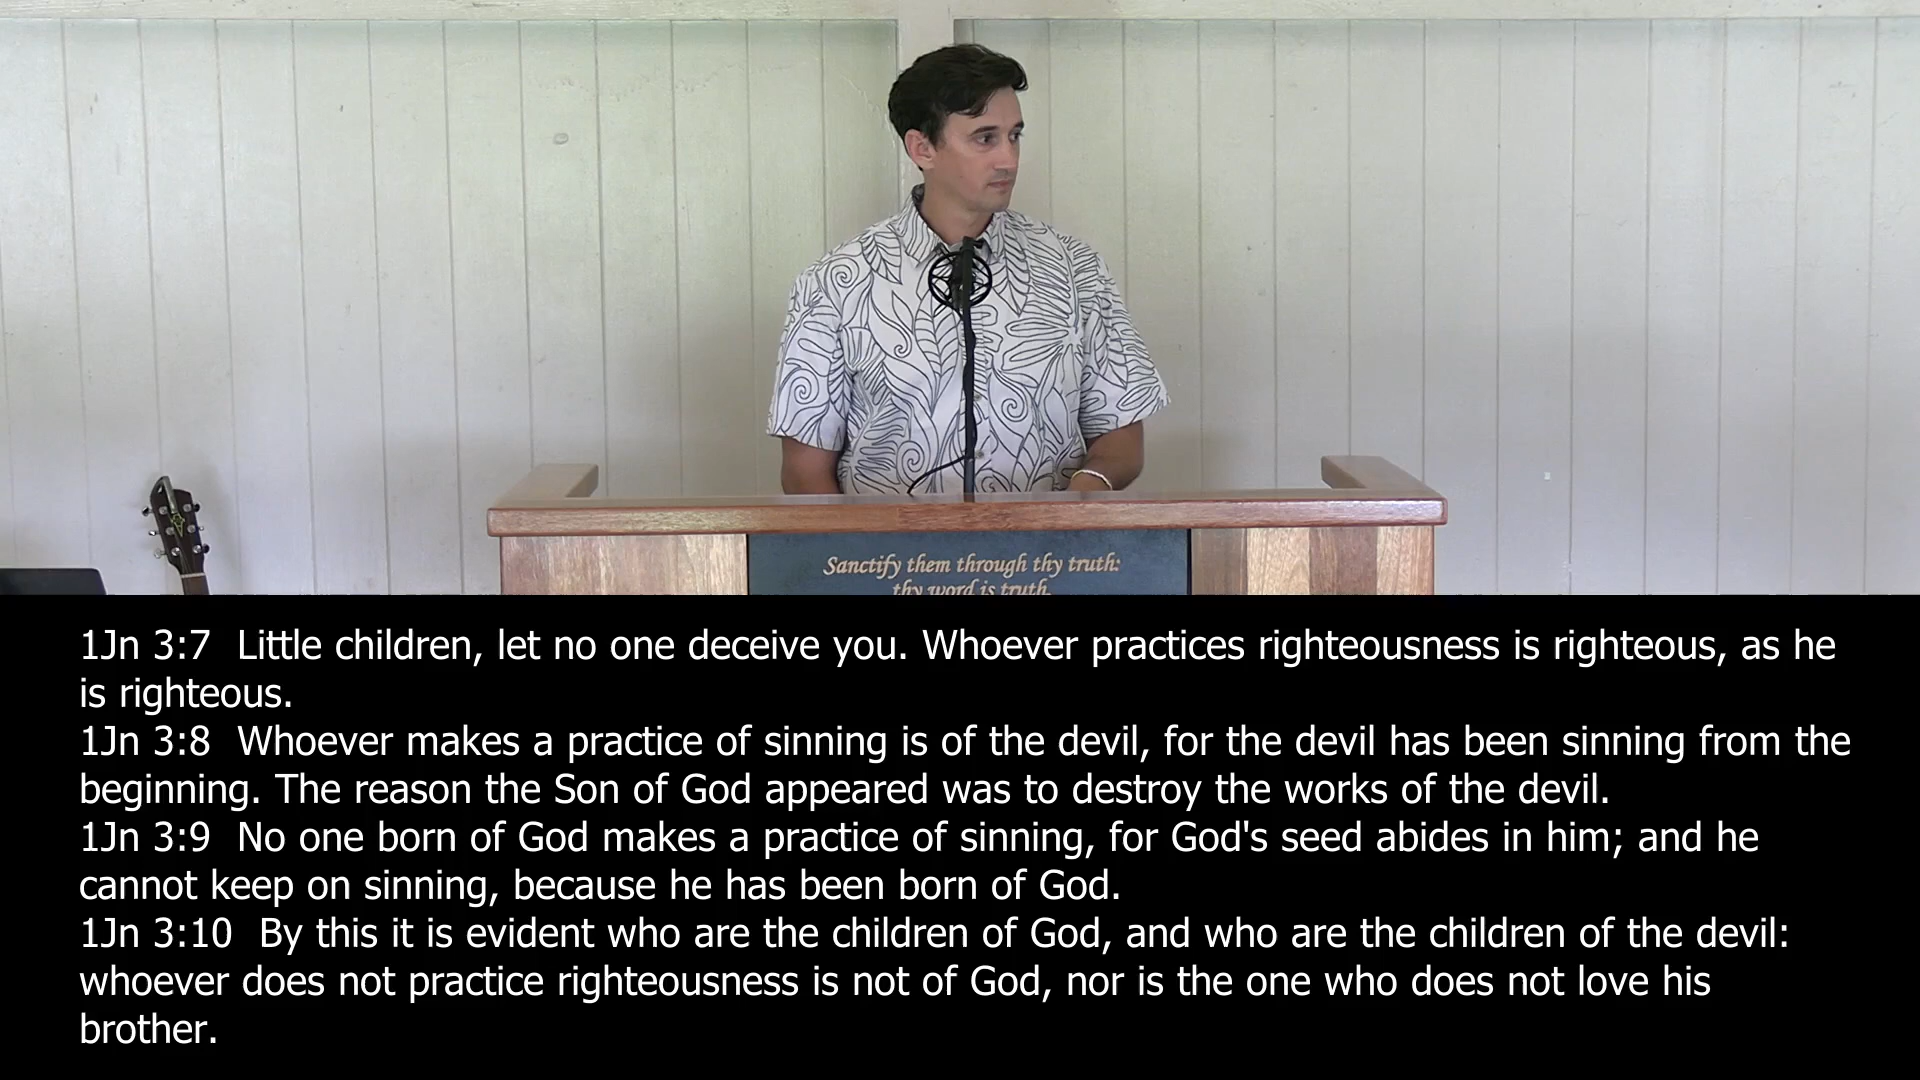 Sanctify them through thy truth:
thy word is truth.
1Jn 3:7  Little children, let no one deceive you. Whoever practices righteousness is righteous, as he
is righteous.
1Jn 3:8  Whoever makes a practice of sinning is of the devil, for the devil has been sinning from the
beginning. The reason the Son of God appeared was to destroy the works of the devil.
1Jn 3:9  No one born of God makes a practice of sinning, for God's seed abides in him; and he
cannot keep on sinning, because he has been born of God.
1Jn 3:10  By this it is evident who are the children of God, and who are the children of the devil:
whoever does not practice righteousness is not of God, nor is the one who does not love his
brother.